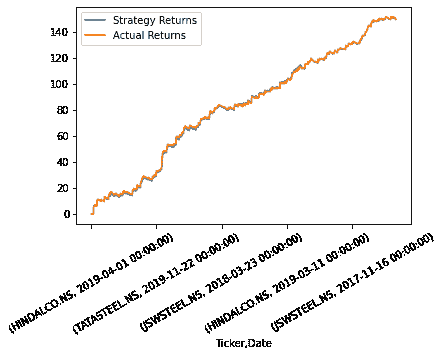 Strategy Returns
Actual Returns
140
120
100
80
60
40
20
0
(HINDALCO.NS, 2019-04-01 00:00:00)
(TATASTEEL.NS, 2019-11-22 00:00:00)
(JSWSTEEL.NS, 2018-03-23 00:00:00)
(HINDALCO.NS, 2019-03-11 00:00:00)
(JSWSTEEL.NS, 2017-11-16 00:00:00)
Ticker,Date